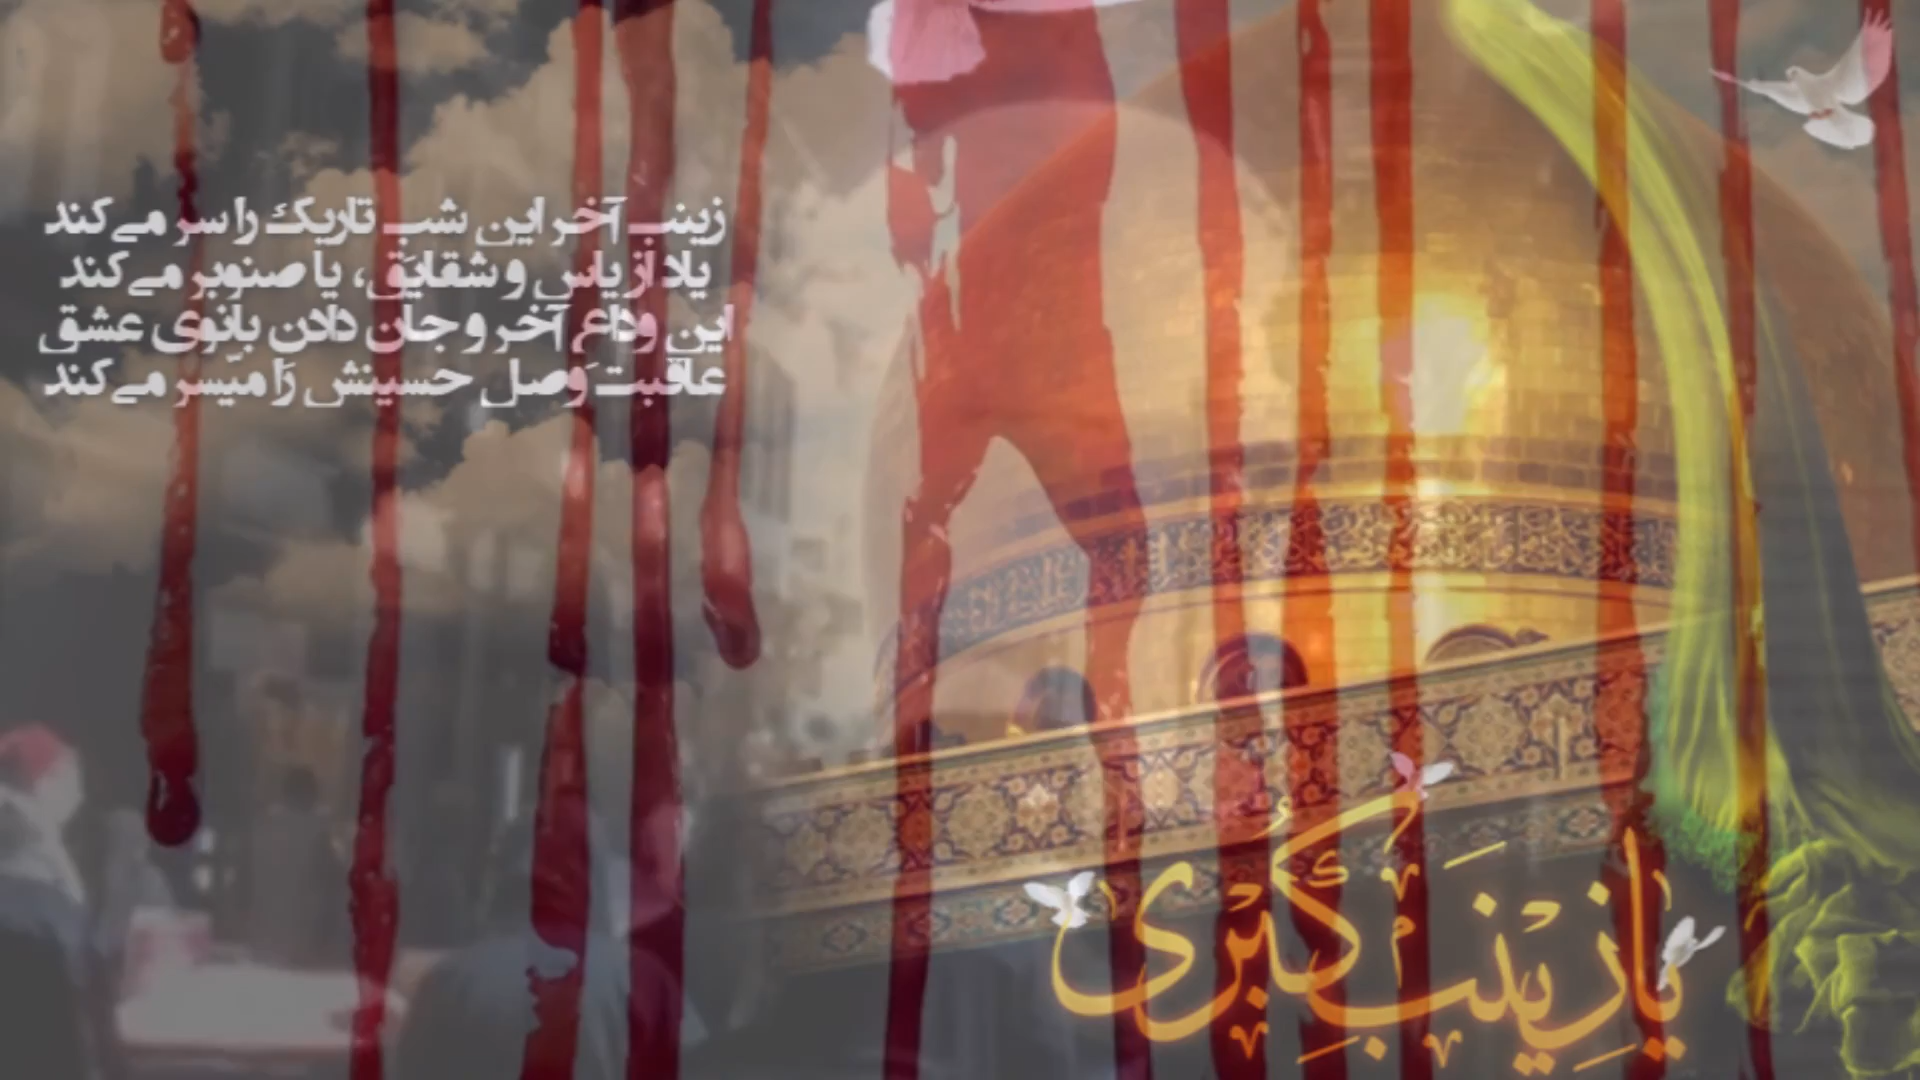 زینب آخر این شب تاریک را سر می‌کند
یاد از یاس و شقایق، یا صنوبر می‌کند
این وداع آخر و جان دادن بانوی عشق
عاقبت وصل حسینش را میسر می‌کند
یا زینب کبری